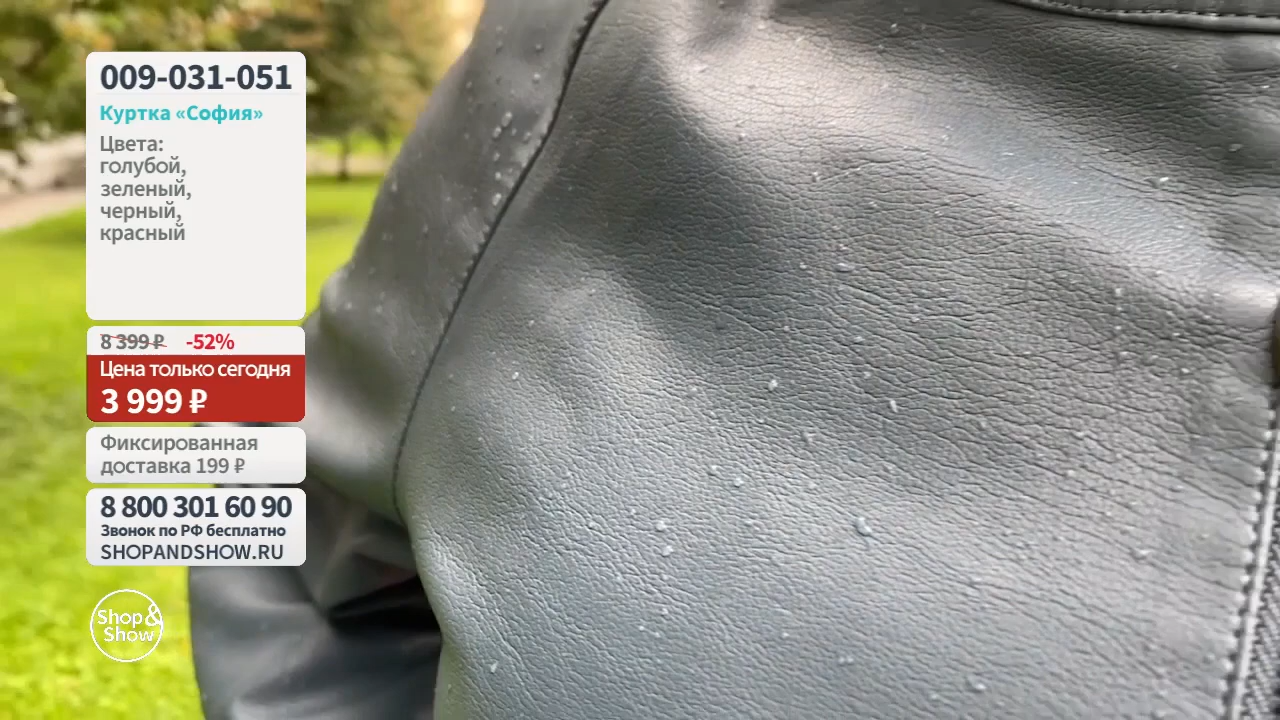 009-031-051
Куртка «София»
Цвета:
голубой,
зеленый,
черный,
красный
8 399 ₽ -52%
Цена только сегодня
3 999 ₽
Фиксированная
доставка 199 ₽
8 800 301 60 90
Звонок по РФ бесплатно
SHOPANDSHOW.RU
Shop&
Show